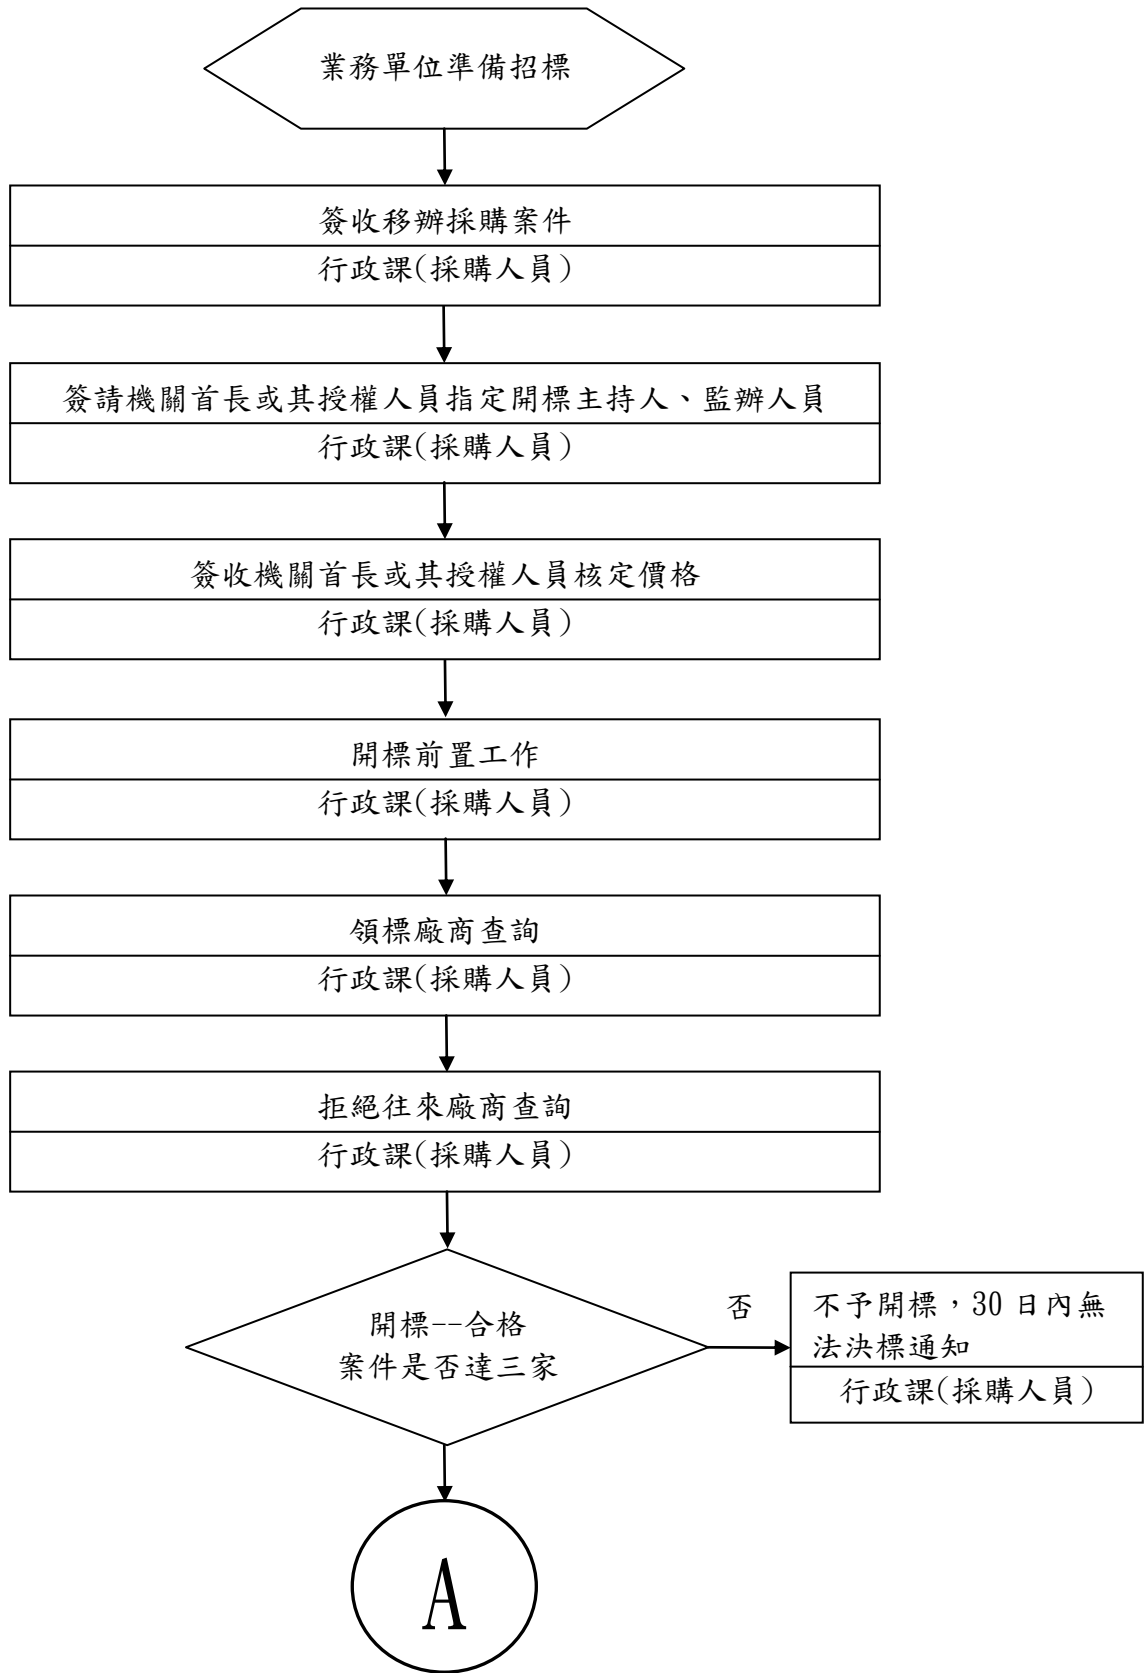 業務單位準備招標
簽收移辦採購案件
行政課(採購人員)
簽請機關首長或其授權人員指定開標主持人、監辦人員
行政課(採購人員)
簽收機關首長或其授權人員核定價格
行政課(採購人員)
開標前置工作
行政課(採購人員)
領標廠商查詢
行政課(採購人員)
拒絕往來廠商查詢
行政課(採購人員)
開標--合格
案件是否達三家
否
不予開標，30日內無
法決標通知
行政課(採購人員)
A